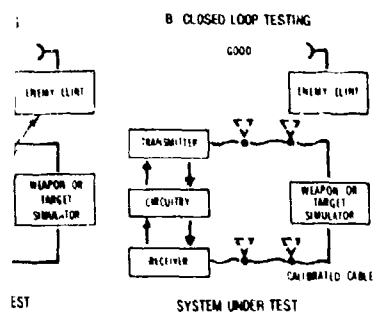 B CLOSED LOOP TESTING
GOOD
ENEMY ELINT
ENEMY ELINT
TRANSMITTER
WEAPON OR
TARGET
SIMULATOR
CIRCUITRY
WEAPON OR
TARGET
SIMULATOR
RECEIVER
CALIBRATED CABLE
EST
SYSTEM UNDER TEST